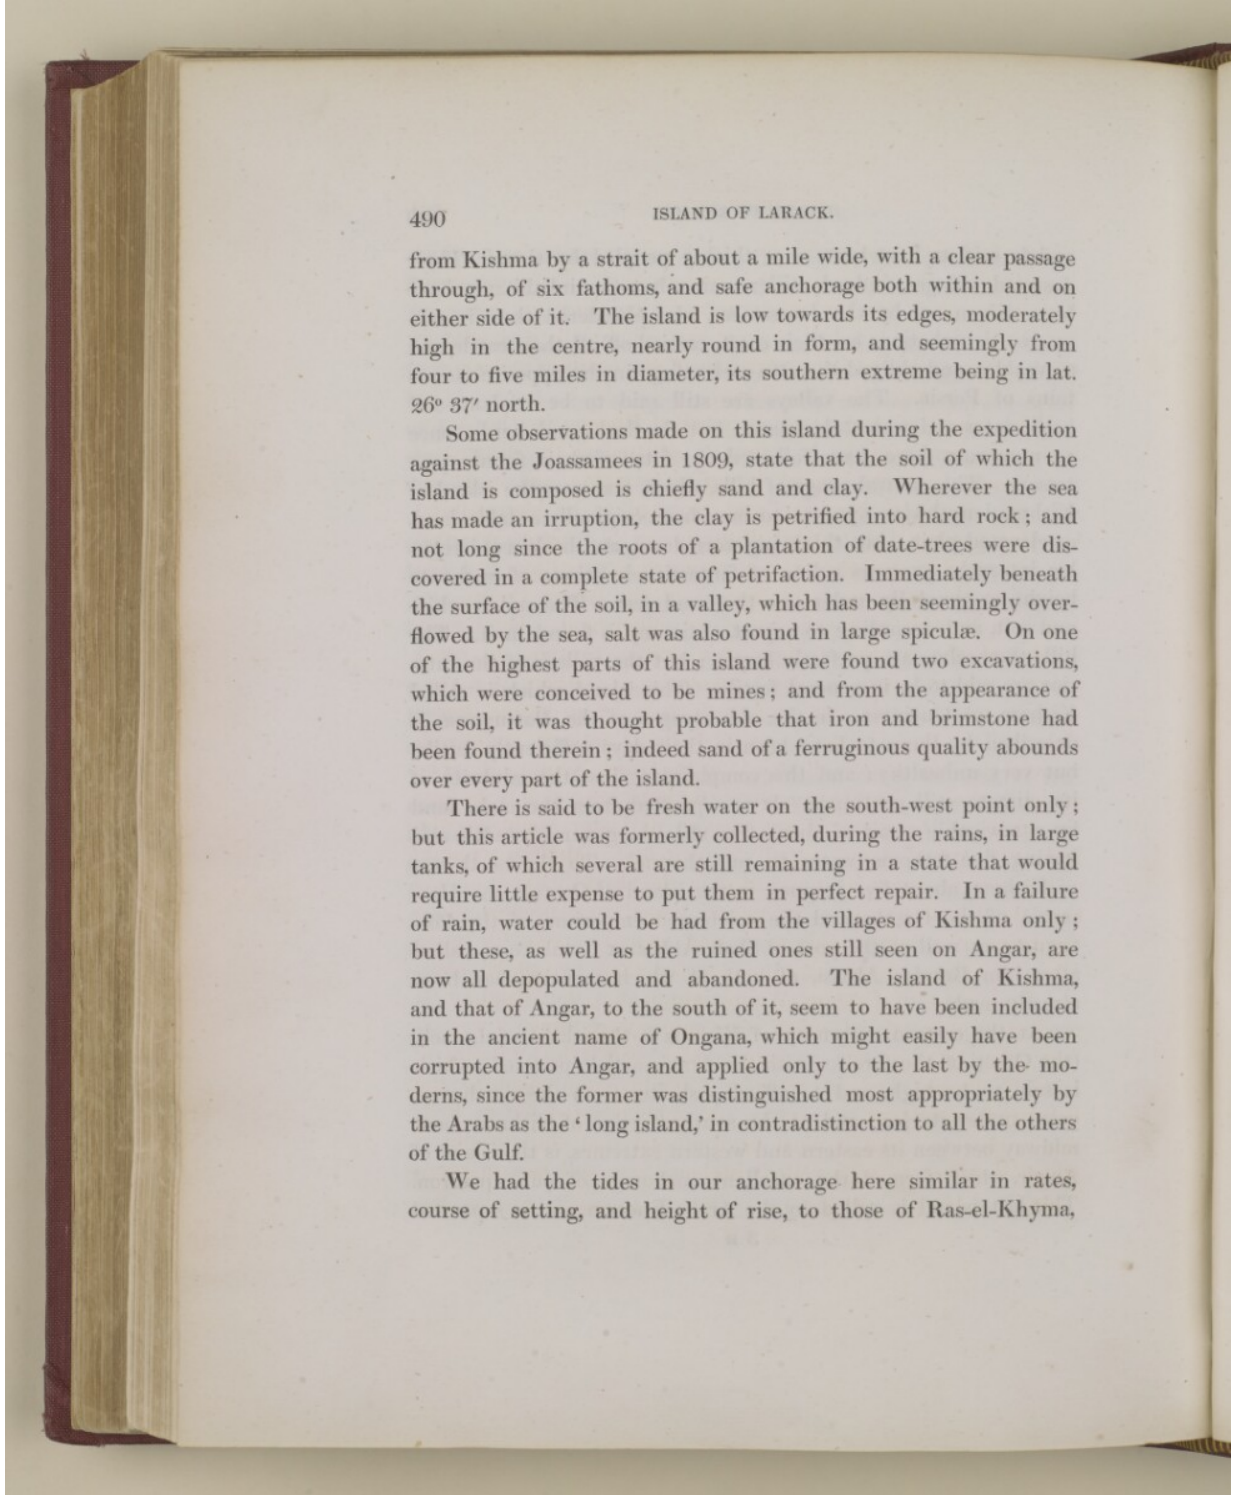 490
ISLAND OF LARACK.
from Kishma by a strait of about a mile wide, with a clear passage
through, of six fathoms, and safe anchorage both within and on
either side of it. The island is low towards its edges, moderately
high in the centre, nearly round in form, and seemingly from
four to five miles in diameter, its southern extreme being in lat.
26° 37′ north.
Some observations made on this island during the expedition
against the Joassamees in 1809, state that the soil of which the
island is composed is chiefly sand and clay. Wherever the sea
has made an irruption, the clay is petrified into hard rock; and
not long since the roots of a plantation of date-trees were dis-
covered in a complete state of petrifaction. Immediately beneath
the surface of the soil, in a valley, which has been seemingly over-
flowed by the sea, salt was also found in large spiculæ. On one
of the highest parts of this island were found two excavations,
which were conceived to be mines; and from the appearance of
the soil, it was thought probable that iron and brimstone had
been found therein; indeed sand of a ferruginous quality abounds
over every part of the island.
There is said to be fresh water on the south-west point only;
but this article was formerly collected, during the rains, in large
tanks, of which several are still remaining in a state that would
require little expense to put them in perfect repair. In a failure
of rain, water could be had from the villages of Kishma only;
but these, as well as the ruined ones still seen on Angar, are
now all depopulated and abandoned. The island of Kishma,
and that of Angar, to the south of it, seem to have been included
in the ancient name of Ongana, which might easily have been
corrupted into Angar, and applied only to the last by the mo-
derns, since the former was distinguished most appropriately by
the Arabs as the ‘long island,’ in contradistinction to all the others
of the Gulf.
We had the tides in our anchorage here similar in rates,
course of setting, and height of rise, to those of Ras-el-Khyma,